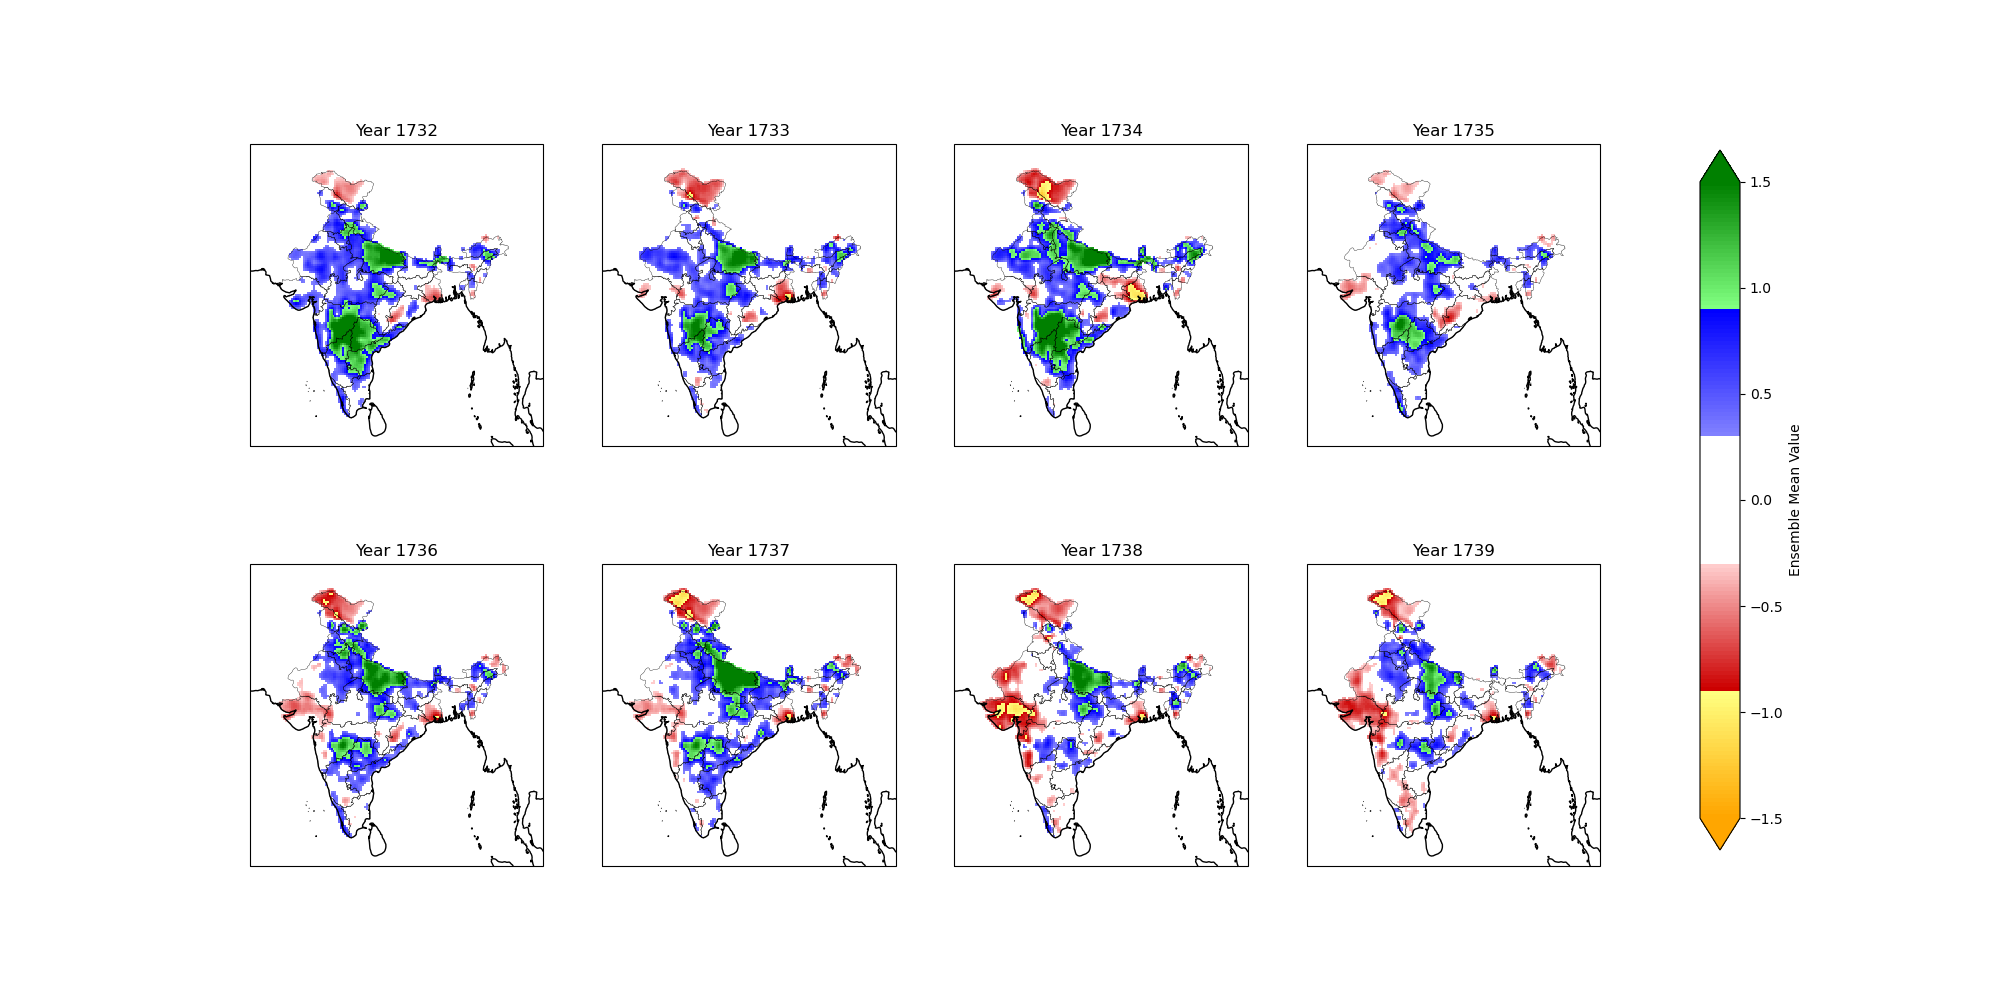 Year 1732
Year 1733
Year 1734
Year 1735
1.5
1.0
0.5
0.0
−0.5
−1.0
−1.5
Ensemble Mean Value
Year 1736
Year 1737
Year 1738
Year 1739